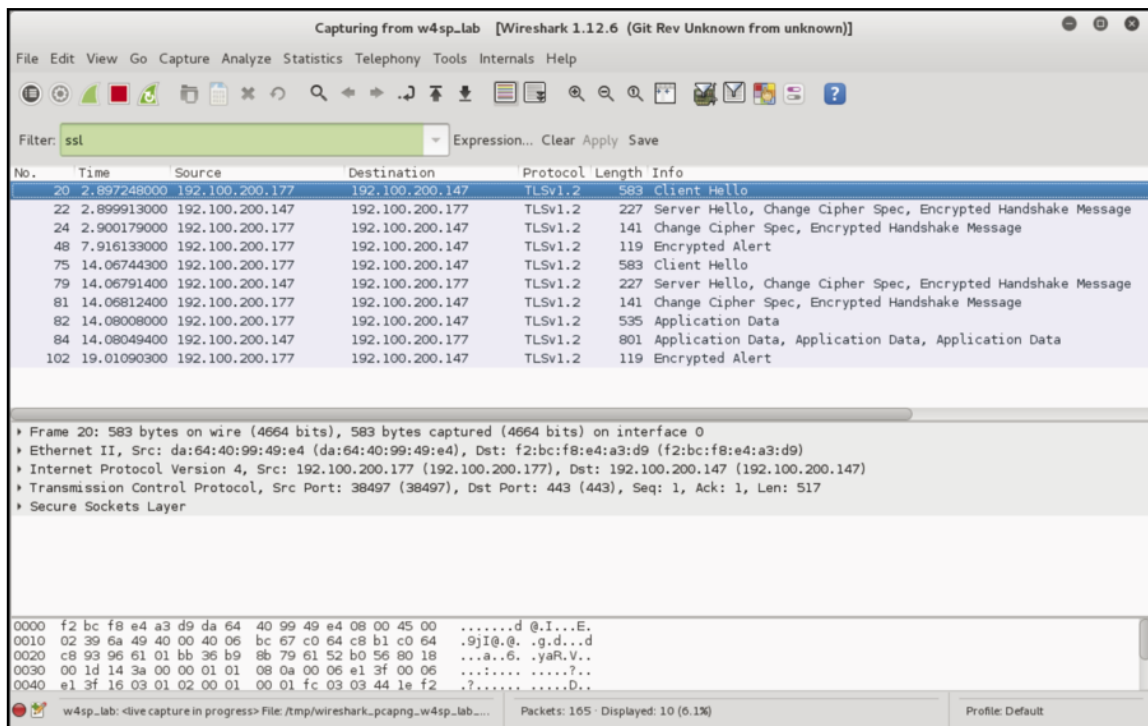 Capturing from w4sp_lab [Wireshark 1.12.6 (Git Rev Unknown from unknown)]
File Edit View Go Capture Analyze Statistics Telephony Tools Internals Help
Filter: ssl Expression... Clear Apply Save
No. Time Source Destination Protocol Length Info
20 2.897248000 192.100.200.177 192.100.200.147 TLSv1.2 583 Client Hello
22 2.899913000 192.100.200.147 192.100.200.177 TLSv1.2 227 Server Hello, Change Cipher Spec, Encrypted Handshake Message
24 2.900179000 192.100.200.177 192.100.200.147 TLSv1.2 141 Change Cipher Spec, Encrypted Handshake Message
48 7.916133000 192.100.200.177 192.100.200.147 TLSv1.2 119 Encrypted Alert
75 14.06744300 192.100.200.177 192.100.200.147 TLSv1.2 583 Client Hello
79 14.06791400 192.100.200.147 192.100.200.177 TLSv1.2 227 Server Hello, Change Cipher Spec, Encrypted Handshake Message
81 14.06812400 192.100.200.177 192.100.200.147 TLSv1.2 141 Change Cipher Spec, Encrypted Handshake Message
82 14.08008000 192.100.200.177 192.100.200.147 TLSv1.2 535 Application Data
84 14.08049400 192.100.200.147 192.100.200.177 TLSv1.2 801 Application Data, Application Data, Application Data
102 19.01090300 192.100.200.177 192.100.200.147 TLSv1.2 119 Encrypted Alert
Frame 20: 583 bytes on wire (4664 bits), 583 bytes captured (4664 bits) on interface 0
Ethernet II, Src: da:64:40:99:49:e4 (da:64:40:99:49:e4), Dst: f2:bc:f8:e4:a3:d9 (f2:bc:f8:e4:a3:d9)
Internet Protocol Version 4, Src: 192.100.200.177 (192.100.200.177), Dst: 192.100.200.147 (192.100.200.147)
Transmission Control Protocol, Src Port: 38497 (38497), Dst Port: 443 (443), Seq: 1, Ack: 1, Len: 517
Secure Sockets Layer
0000 f2 bc f8 e4 a3 d9 da 64 40 99 49 e4 08 00 45 00 .......d @.I...E.
0010 02 39 6a 49 40 00 40 06 bc 67 c0 64 c8 b1 c0 64 .9jI@.@. .g.d...d
0020 c8 93 96 61 01 bb 36 b9 8b 79 61 52 b0 56 80 18 ...a..6. .yaR.V..
0030 00 1d 14 3a 00 00 01 01 08 0a 00 06 e1 3f 00 06 ...:.... .....?..
0040 e1 3f 16 03 01 02 00 01 00 01 fc 03 03 44 1e f2 .?...... .....D..
w4sp_lab: <live capture in progress> File: /tmp/wireshark_pcapng_w4sp_lab_... Packets: 165 · Displayed: 10 (6.1%) Profile: Default